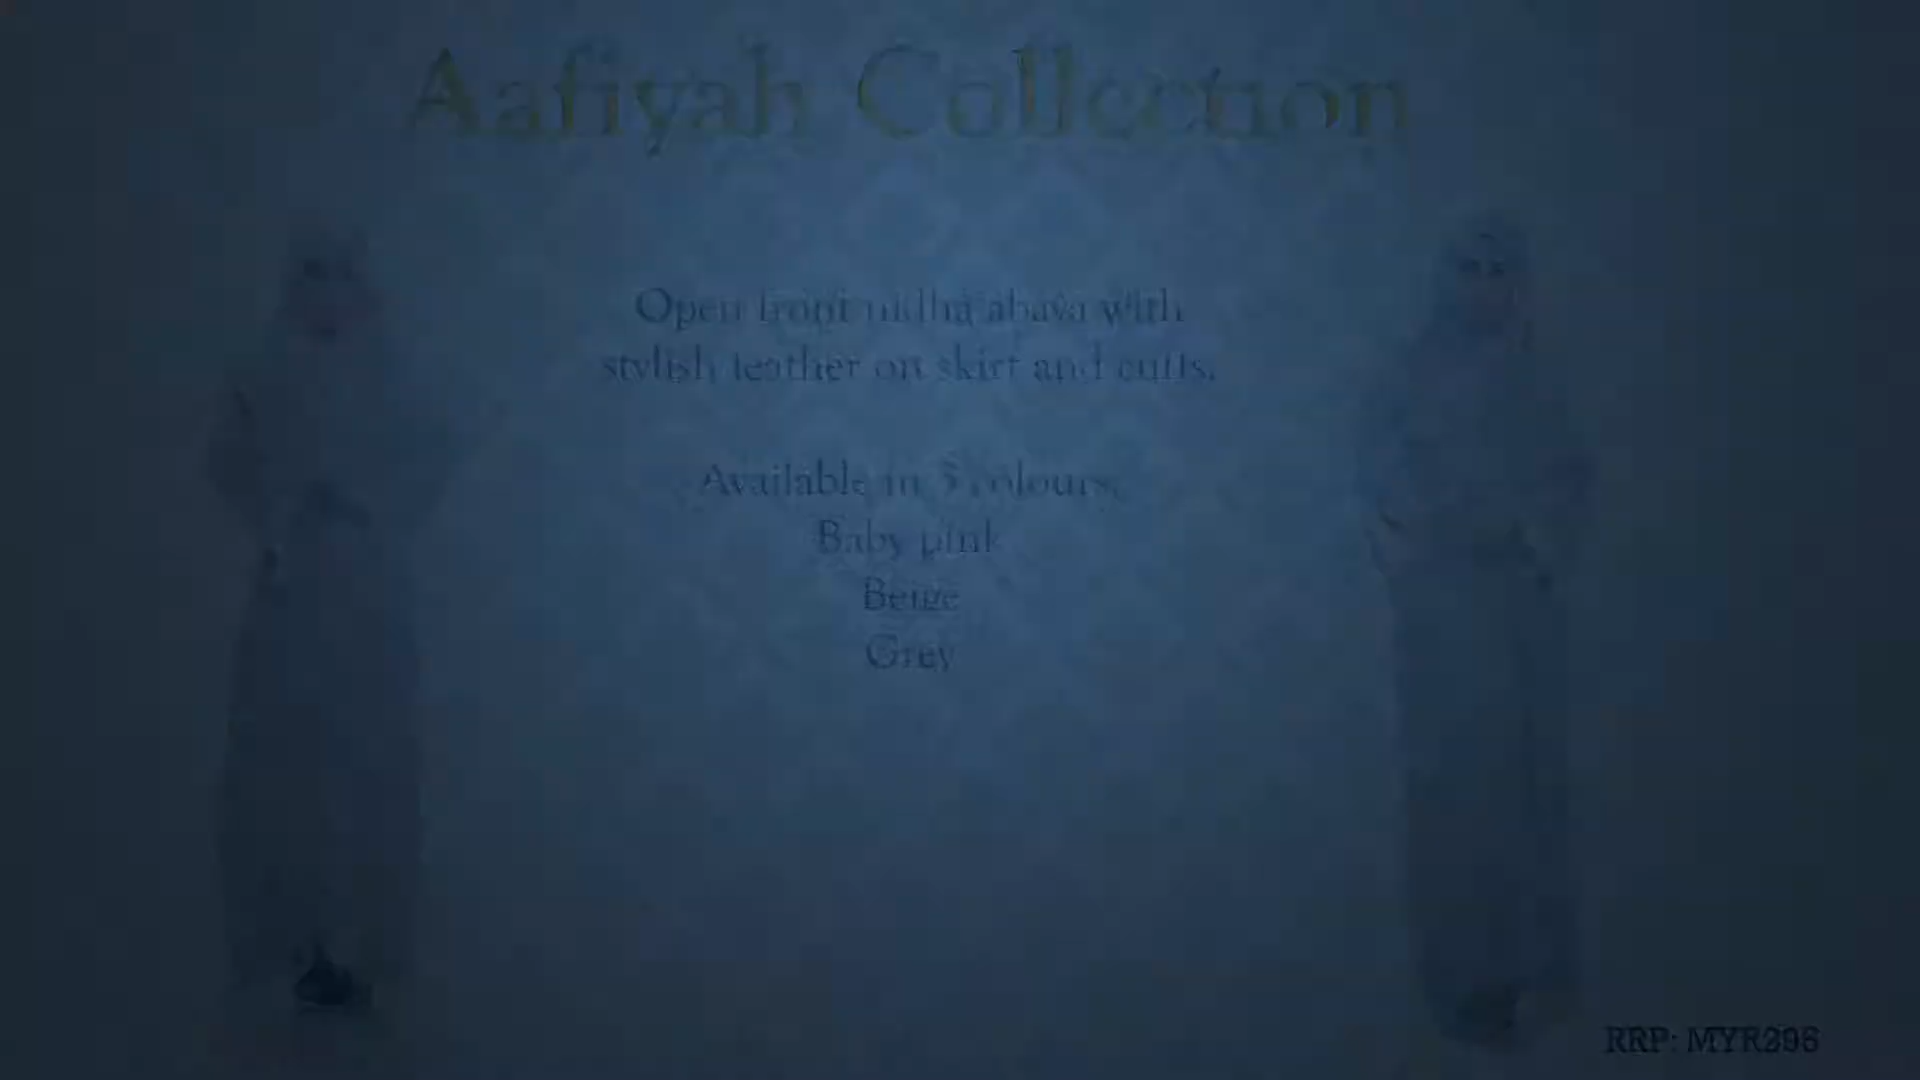 Aafiyah Collection
Open front nidha abaya with
stylish feather on skirt and cuffs.
Available in 3 colours,
Baby pink
Beige
Grey
RRP: MYR296